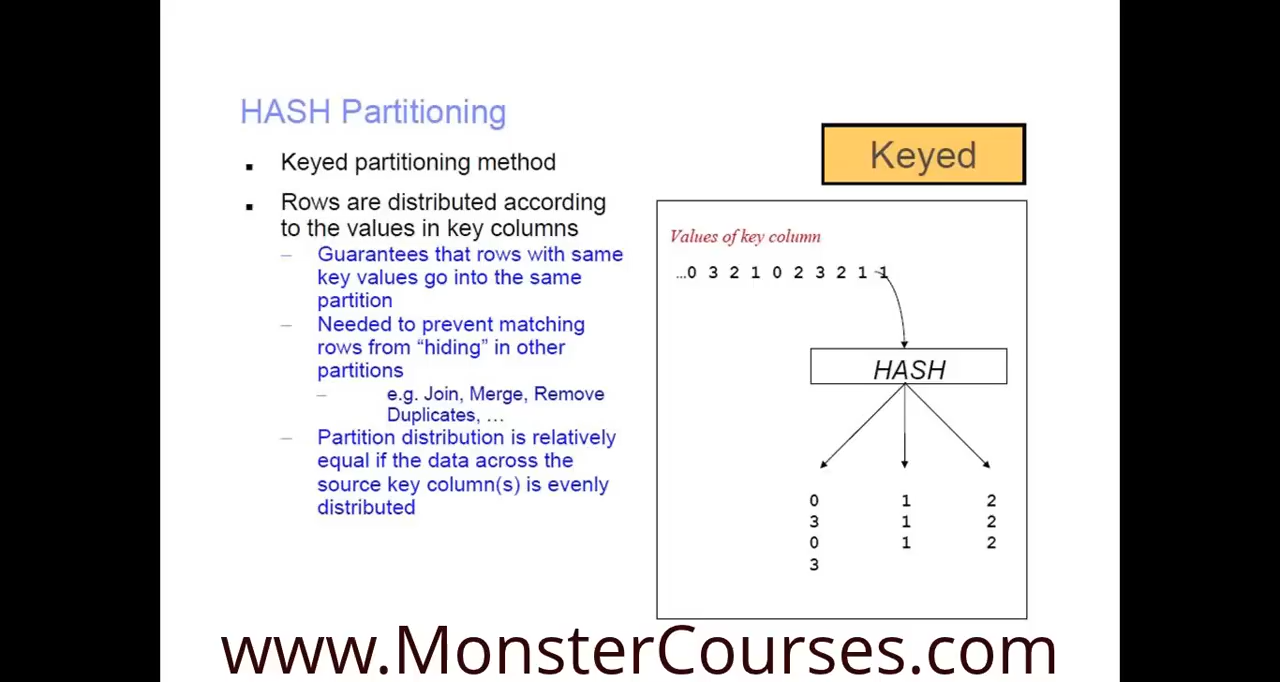 HASH Partitioning
Keyed partitioning method
Rows are distributed according
to the values in key columns
– Guarantees that rows with same
key values go into the same
partition
– Needed to prevent matching
rows from “hiding” in other
partitions
– e.g. Join, Merge, Remove
Duplicates, …
– Partition distribution is relatively
equal if the data across the
source key column(s) is evenly
distributed
Keyed
Values of key column
...0 3 2 1 0 2 3 2 1 1
HASH
0 1 2
3 1 2
0 1 2
3
www.MonsterCourses.com